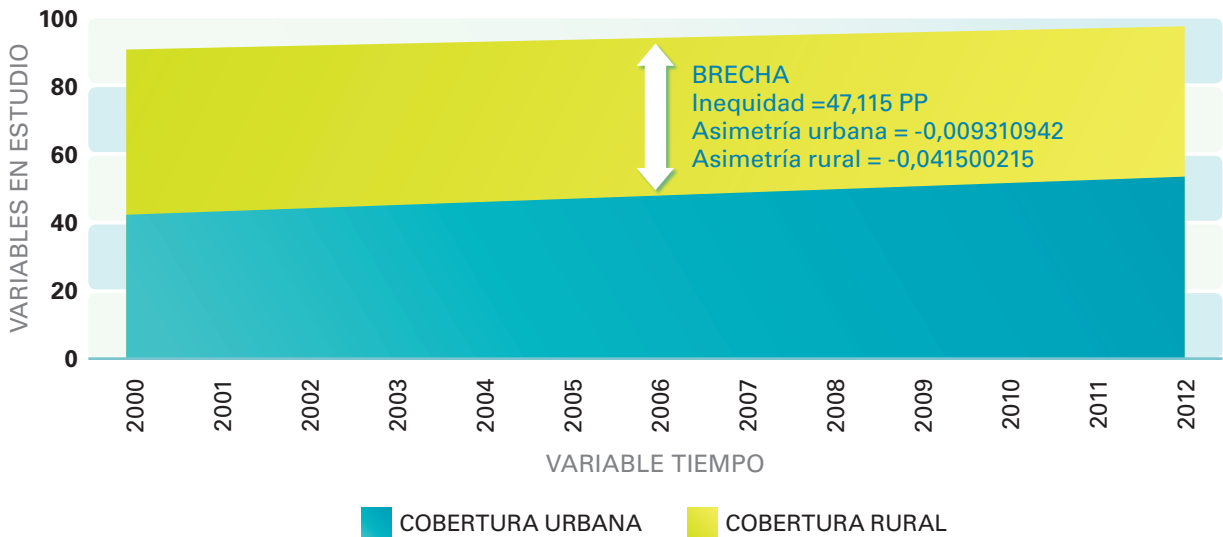 VARIABLES EN ESTUDIO
100
80
60
40
20
0
BRECHA
Inequidad =47,115 PP
Asimetría urbana = -0,009310942
Asimetría rural = -0,041500215
2000
2001
2002
2003
2004
2005
2006
2007
2008
2009
2010
2011
2012
VARIABLE TIEMPO
COBERTURA URBANA
COBERTURA RURAL